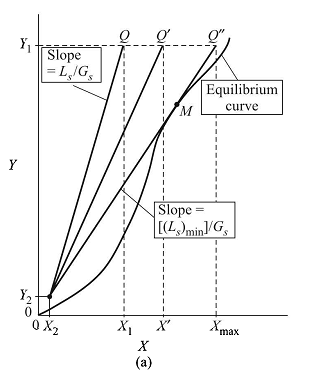 Y₁
Q
Q′
Q″
Slope
= Lₛ/Gₛ
Equilibrium
curve
M
Y
Slope =
[(Lₛ)min]/Gₛ
Y₂
0
0
X₂
X₁
X′
Xmax
X
(a)